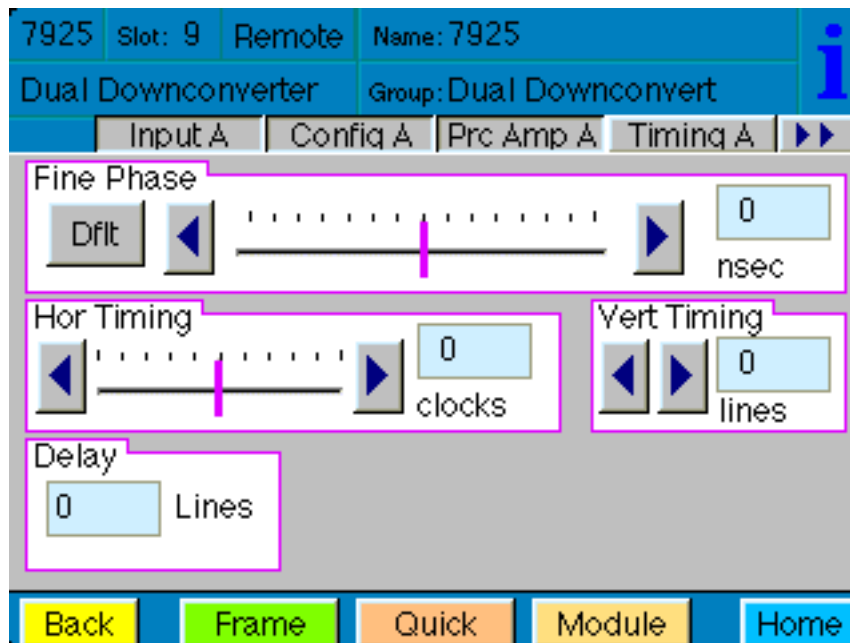 7925 Slot: 9 Remote Name: 7925
Dual Downconverter Group: Dual Downconvert
i
Input A Config A Prc Amp A Timing A
Fine Phase
Dflt
0
nsec
Hor Timing
0
clocks
Vert Timing
0
lines
Delay
0 Lines
Back Frame Quick Module Home